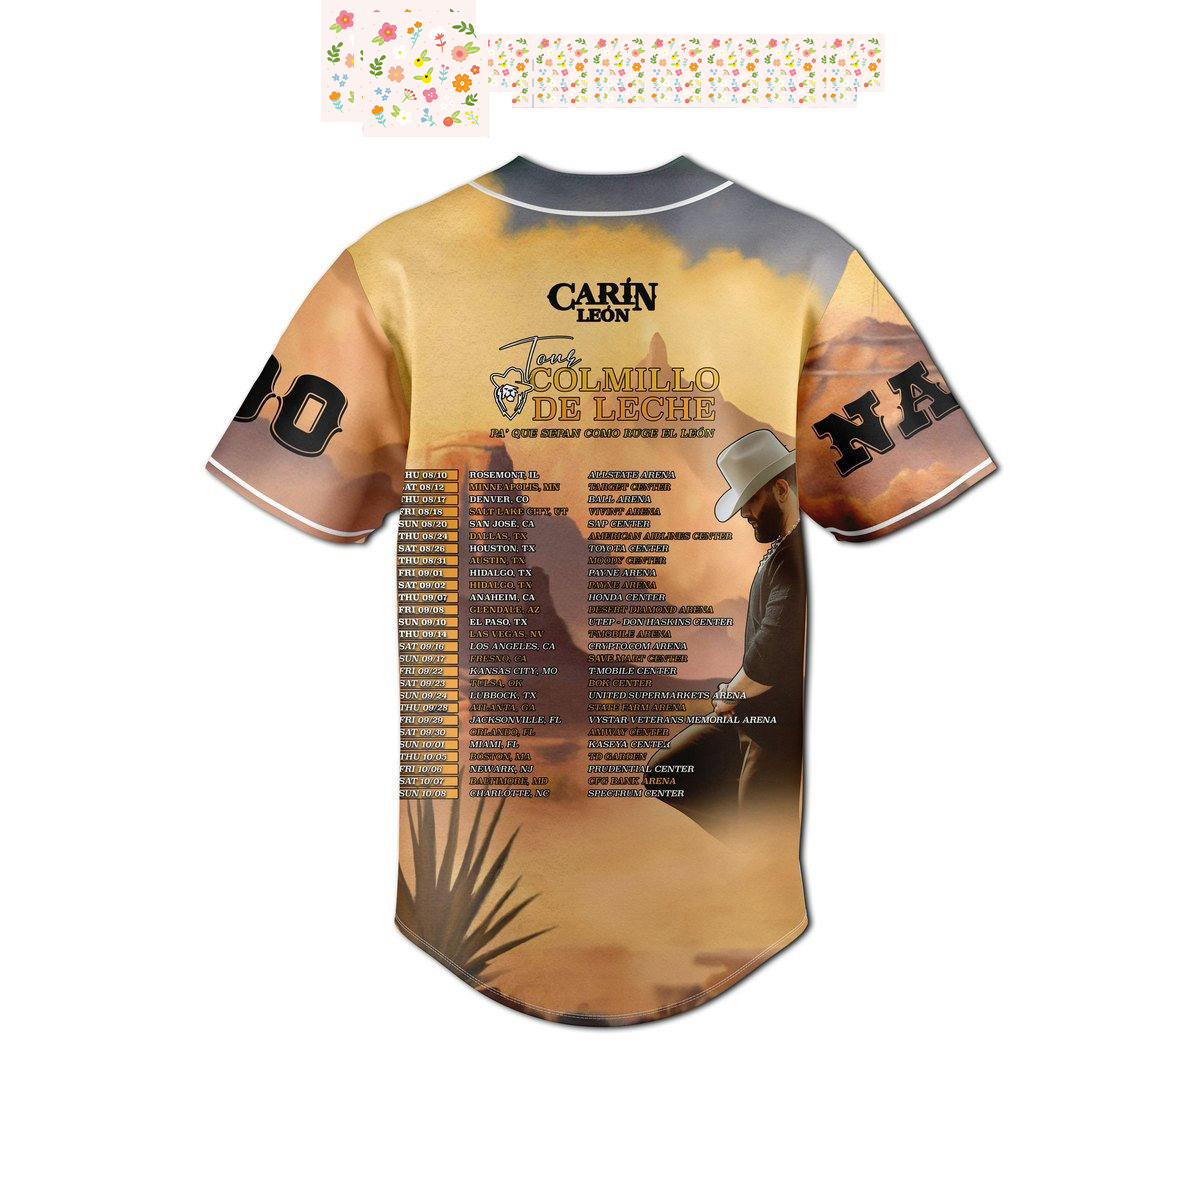 CARÍN
LEÓN
Tour
COLMILLO
DE LECHE
PA' QUE SEPAN COMO RUGE EL LEÓN
NA
THU 08/10 ROSEMONT, IL ALLSTATE ARENA
SAT 08/12 MINNEAPOLIS, MN TARGET CENTER
THU 08/17 DENVER, CO BALL ARENA
FRI 08/18 SALT LAKE CITY, UT VIVINT ARENA
SUN 08/20 SAN JOSÉ, CA SAP CENTER
THU 08/24 DALLAS, TX AMERICAN AIRLINES CENTER
SAT 08/26 HOUSTON, TX TOYOTA CENTER
THU 08/31 AUSTIN, TX MOODY CENTER
FRI 09/01 HIDALGO, TX PAYNE ARENA
SAT 09/02 HIDALGO, TX PAYNE ARENA
THU 09/07 ANAHEIM, CA HONDA CENTER
FRI 09/08 GLENDALE, AZ DESERT DIAMOND ARENA
SUN 09/10 EL PASO, TX UTEP - DON HASKINS CENTER
THU 09/14 LAS VEGAS, NV T-MOBILE ARENA
SAT 09/16 LOS ANGELES, CA CRYPTO.COM ARENA
SUN 09/17 FRESNO, CA SAVE MART CENTER
FRI 09/22 KANSAS CITY, MO T-MOBILE CENTER
SAT 09/23 TULSA, OK BOK CENTER
SUN 09/24 LUBBOCK, TX UNITED SUPERMARKETS ARENA
THU 09/28 ATLANTA, GA STATE FARM ARENA
FRI 09/29 JACKSONVILLE, FL VYSTAR VETERANS MEMORIAL ARENA
SAT 09/30 ORLANDO, FL AMWAY CENTER
SUN 10/01 MIAMI, FL KASEYA CENTER
THU 10/05 BOSTON, MA TD GARDEN
FRI 10/06 NEWARK, NJ PRUDENTIAL CENTER
SAT 10/07 BALTIMORE, MD CFG BANK ARENA
SUN 10/08 CHARLOTTE, NC SPECTRUM CENTER